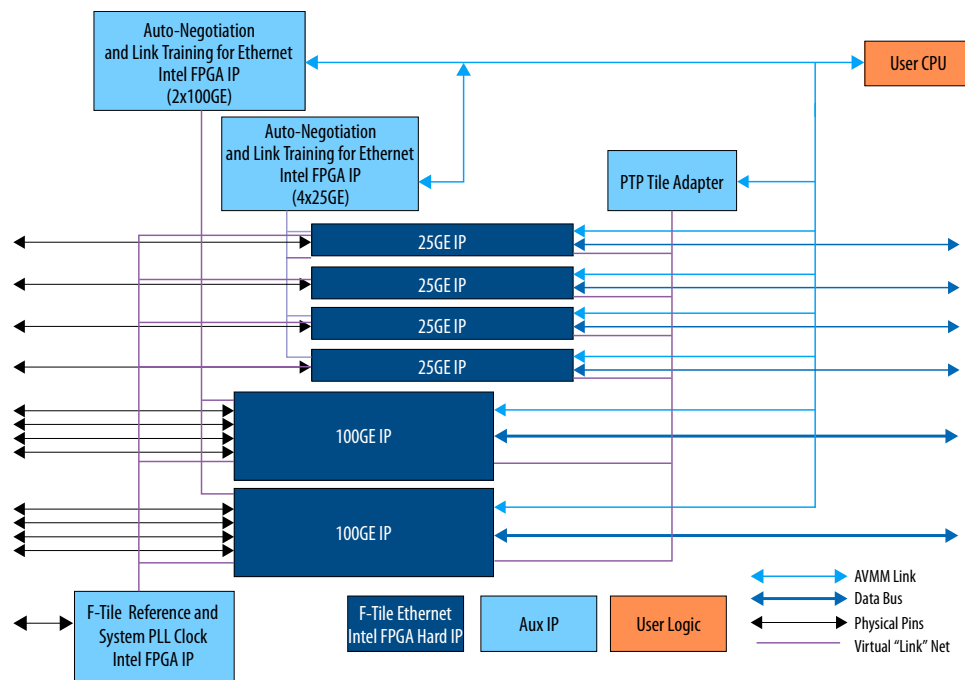 Auto-Negotiation
and Link Training for Ethernet
Intel FPGA IP
(2x100GE)
User CPU
Auto-Negotiation
and Link Training for Ethernet
Intel FPGA IP
(4x25GE)
PTP Tile Adapter
25GE IP
25GE IP
25GE IP
25GE IP
100GE IP
100GE IP
F-Tile Reference and
System PLL Clock
Intel FPGA IP
F-Tile Ethernet
Intel FPGA Hard IP
Aux IP
User Logic
AVMM Link
Data Bus
Physical Pins
Virtual “Link” Net